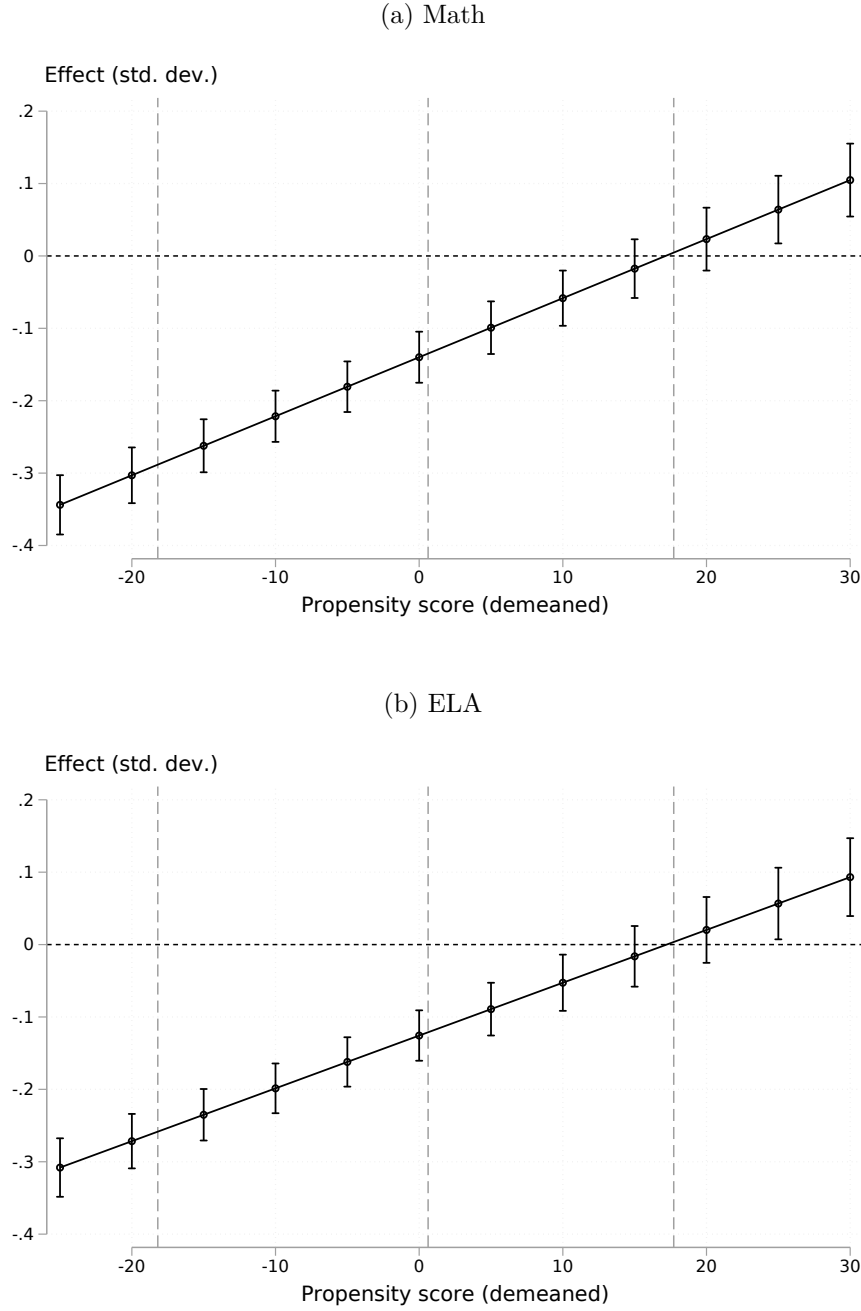 (a) Math
Effect (std. dev.)
.2
.1
0
-.1
-.2
-.3
-.4
-20 -10 0 10 20 30
Propensity score (demeaned)
(b) ELA
Effect (std. dev.)
.2
.1
0
-.1
-.2
-.3
-.4
-20 -10 0 10 20 30
Propensity score (demeaned)